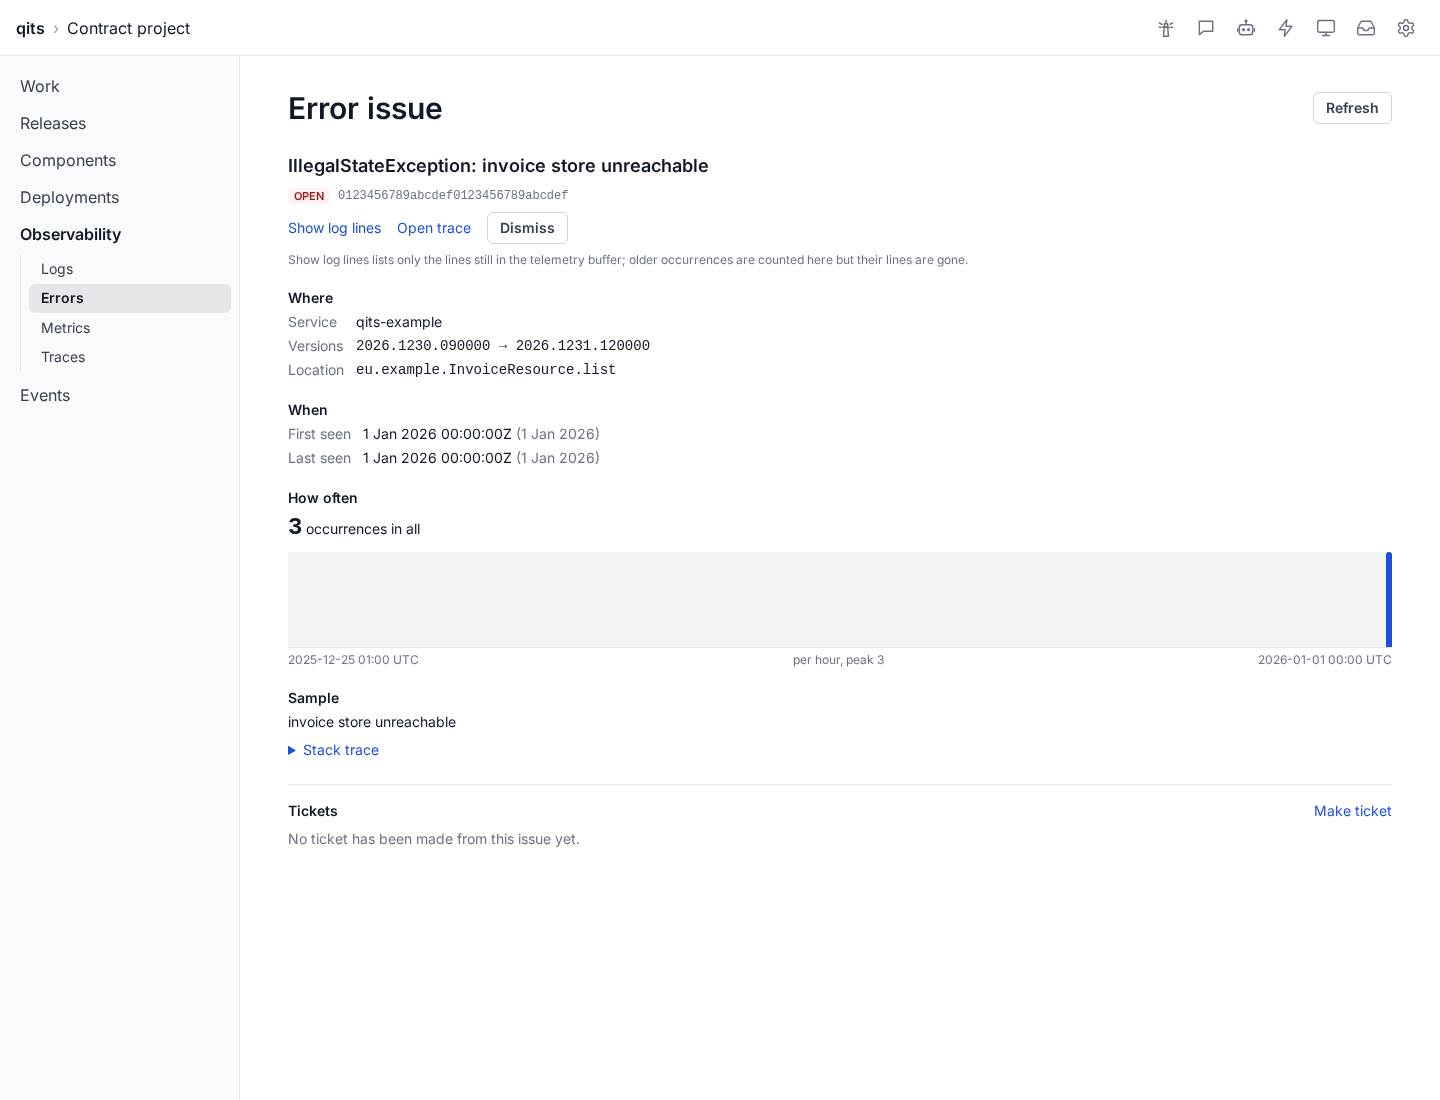 qits › Contract project
Work
Releases
Components
Deployments
Observability
Logs
Errors
Metrics
Traces
Events
Error issue
Refresh
IllegalStateException: invoice store unreachable
OPEN 0123456789abcdef0123456789abcdef
Show log lines Open trace Dismiss
Show log lines lists only the lines still in the telemetry buffer; older occurrences are counted here but their lines are gone.
Where
Service qits-example
Versions 2026.1230.090000 → 2026.1231.120000
Location eu.example.InvoiceResource.list
When
First seen 1 Jan 2026 00:00:00Z (1 Jan 2026)
Last seen 1 Jan 2026 00:00:00Z (1 Jan 2026)
How often
3 occurrences in all
2025-12-25 01:00 UTC per hour, peak 3 2026-01-01 00:00 UTC
Sample
invoice store unreachable
Stack trace
Tickets Make ticket
No ticket has been made from this issue yet.